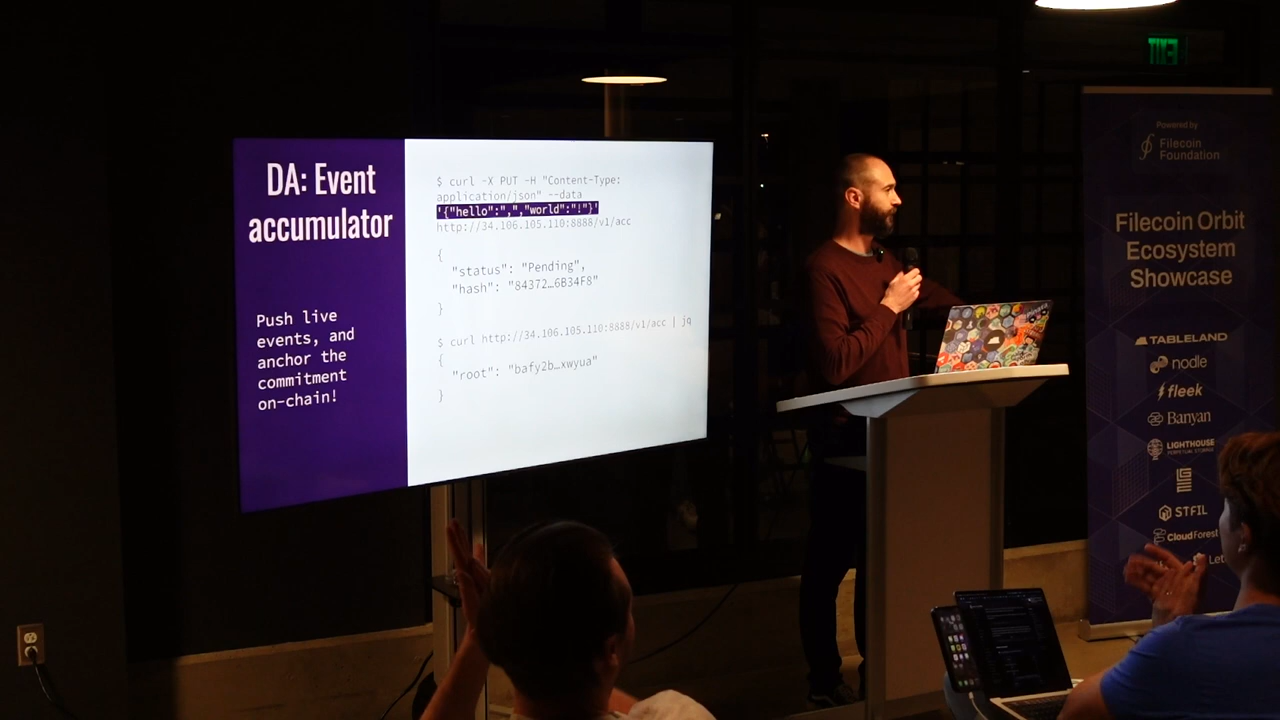 DA: Event
accumulator
Push live
events, and
anchor the
commitment
on-chain!
$ curl -X PUT -H "Content-Type:
application/json" --data
'{"hello":",","world":"!"}'
http://34.106.105.110:8888/v1/acc
{
"status": "Pending",
"hash": "84372…6B34F8"
}
$ curl http://34.106.105.110:8888/v1/acc | jq
{
"root": "bafy2b…xwyua"
}
EXIT
Powered by
Filecoin
Foundation
Filecoin Orbit
Ecosystem
Showcase
TABLELAND
nodle
fleek
Banyan
LIGHTHOUSE
PERPETUAL STORAGE
STFIL
CloudForest